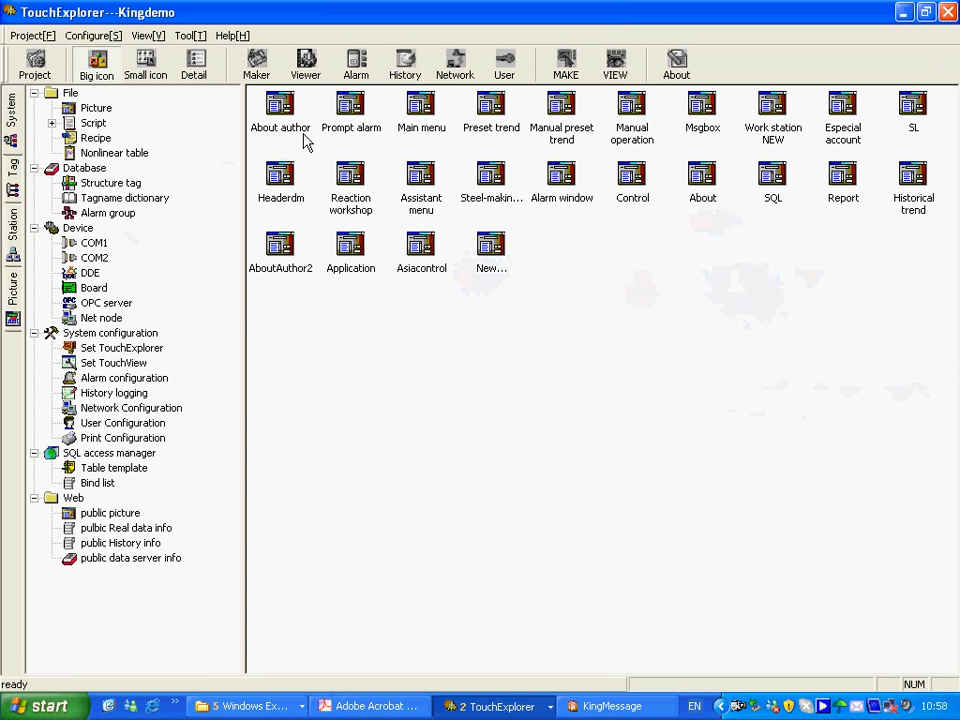 TouchExplorer---Kingdemo
Project[F] Configure[S] View[V] Tool[T] Help[H]
Project Big icon Small icon Detail Maker Viewer Alarm History Network User MAKE VIEW About
System
Tag
Station
Picture
File
Picture
Script
Recipe
Nonlinear table
Database
Structure tag
Tagname dictionary
Alarm group
Device
COM1
COM2
DDE
Board
OPC server
Net node
System configuration
Set TouchExplorer
Set TouchView
Alarm configuration
History logging
Network Configuration
User Configuration
Print Configuration
SQL access manager
Table template
Bind list
Web
public picture
pulbic Real data info
public History info
public data server info
About author
Prompt alarm
Main menu
Preset trend
Manual preset
trend
Manual
operation
Msgbox
Work station
NEW
Especial
account
SL
Headerdm
Reaction
workshop
Assistant
menu
Steel-makin...
Alarm window
Control
About
SQL
Report
Historical
trend
AboutAuthor2
Application
Asiacontrol
New...
ready NUM
start 5 Windows Ex... Adobe Acrobat ... 2 TouchExplorer KingMessage EN 10:58